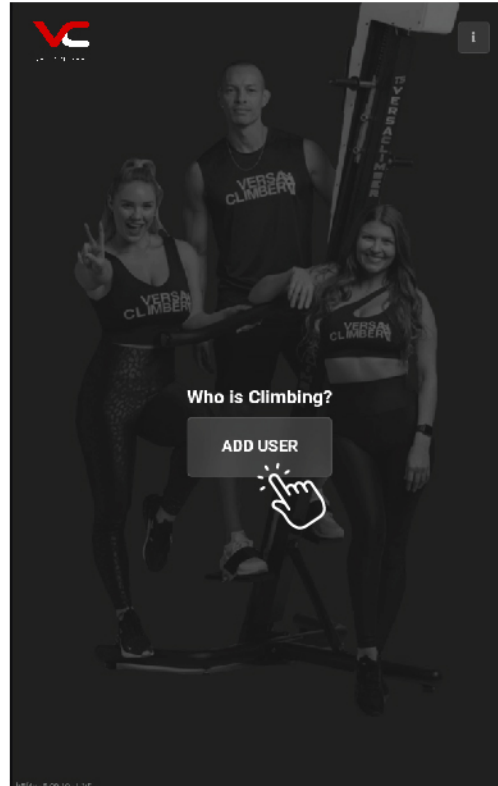 VC
i
VERSACLIMBER
VERSA
CLIMBER
VERSA
CLIMBER
VERSA
CLIMBER
Who is Climbing?
ADD USER